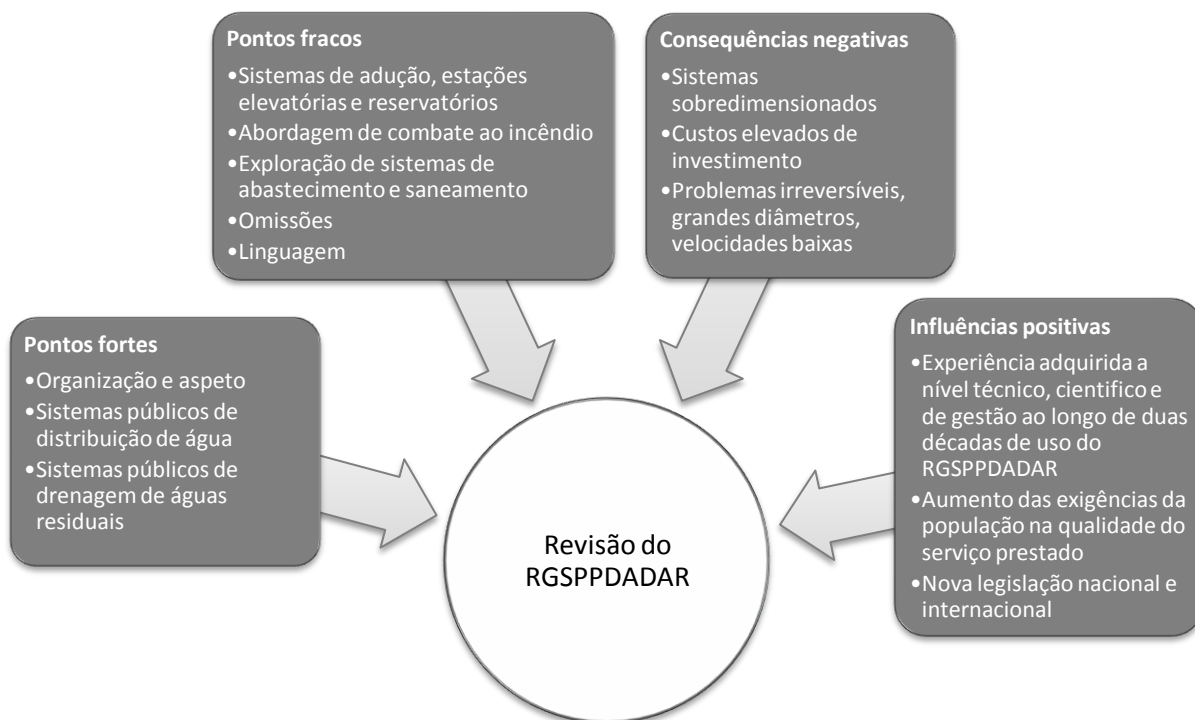 Pontos fracos
•Sistemas de adução, estações
elevatórias e reservatórios
•Abordagem de combate ao incêndio
•Exploração de sistemas de
abastecimento e saneamento
•Omissões
•Linguagem
Consequências negativas
•Sistemas
sobredimensionados
•Custos elevados de
investimento
•Problemas irreversíveis,
grandes diâmetros,
velocidades baixas
Pontos fortes
•Organização e aspeto
•Sistemas públicos de
distribuição de água
•Sistemas públicos de
drenagem de águas
residuais
Influências positivas
•Experiência adquirida a
nível técnico, cientifico e
de gestão ao longo de duas
décadas de uso do
RGSPPDADAR
•Aumento das exigências da
população na qualidade do
serviço prestado
•Nova legislação nacional e
internacional
Revisão do
RGSPPDADAR